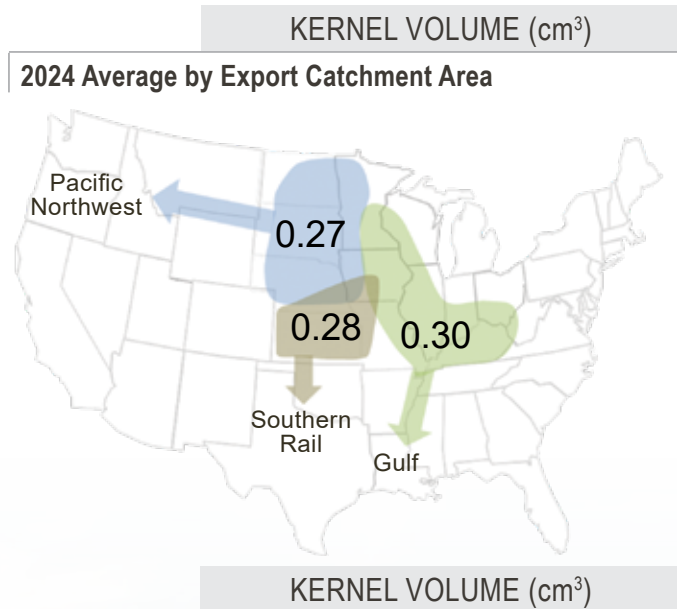 KERNEL VOLUME (cm³)
2024 Average by Export Catchment Area
Pacific
Northwest
0.27
0.28
0.30
Southern
Rail
Gulf
KERNEL VOLUME (cm³)